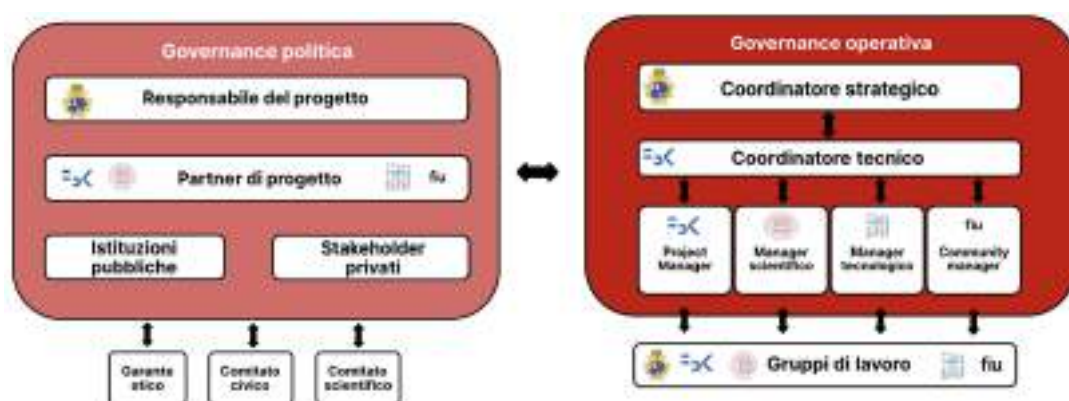 Governance politica
Responsabile del progetto
Partner di progetto
fiu
Istituzioni
pubbliche
Stakeholder
privati
Garante
etico
Comitato
civico
Comitato
scientifico
Governance operativa
Coordinatore strategico
Coordinatore tecnico
Project
Manager
Manager
scientifico
Manager
tecnologico
fiu
Community
manager
Gruppi di lavoro
fiu